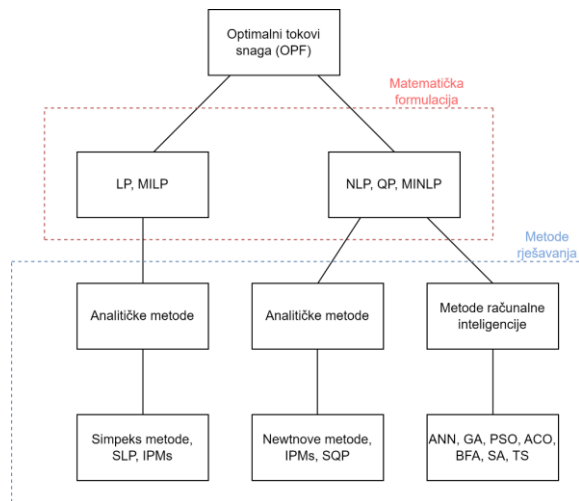 Optimalni tokovi
snaga (OPF)
Matematička
formulacija
LP, MILP
NLP, QP, MINLP
Metode
rješavanja
Analitičke metode
Analitičke metode
Metode računalne
inteligencije
Simpeks metode,
SLP, IPMs
Newtnove metode,
IPMs, SQP
ANN, GA, PSO, ACO,
BFA, SA, TS